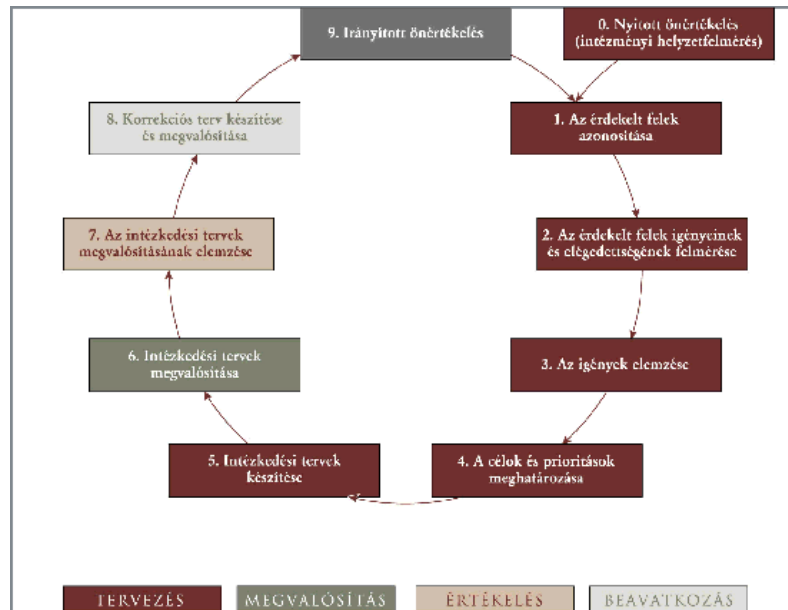 9. Irányított önértékelés
0. Nyitott önértékelés
(intézményi helyzetfelmérés)
1. Az érdekelt felek
azonosítása
2. Az érdekelt felek igényeinek
és elégedettségének felmérése
3. Az igények elemzése
4. A célok és prioritások
meghatározása
5. Intézkedési tervek
készítése
6. Intézkedési tervek
megvalósítása
7. Az intézkedési tervek
megvalósításának elemzése
8. Korrekciós terv készítése
és megvalósítása
TERVEZÉS
MEGVALÓSÍTÁS
ÉRTÉKELÉS
BEAVATKOZÁS